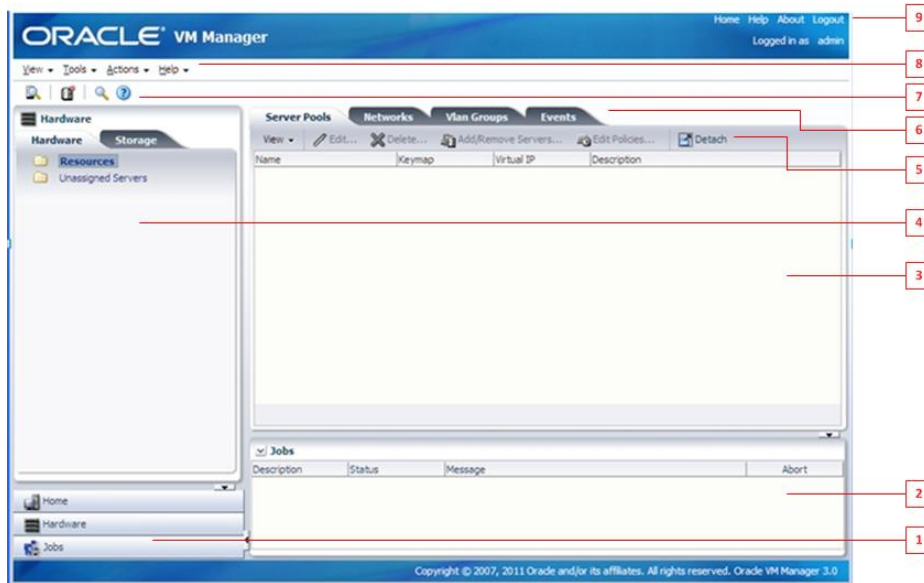 Home Help About Logout
9
ORACLE® VM Manager
Logged in as admin
View Tools Actions Help
8
7
Hardware
Server Pools Networks Vlan Groups Events
6
Hardware Storage
View Edit... Delete... Add/Remove Servers... Edit Policies... Detach
5
Resources
Name Keymap Virtual IP Description
Unassigned Servers
4
3
Jobs
Description Status Message Abort
2
Home
Hardware
1
Jobs
Copyright © 2007, 2011 Oracle and/or its affiliates. All rights reserved. Oracle VM Manager 3.0